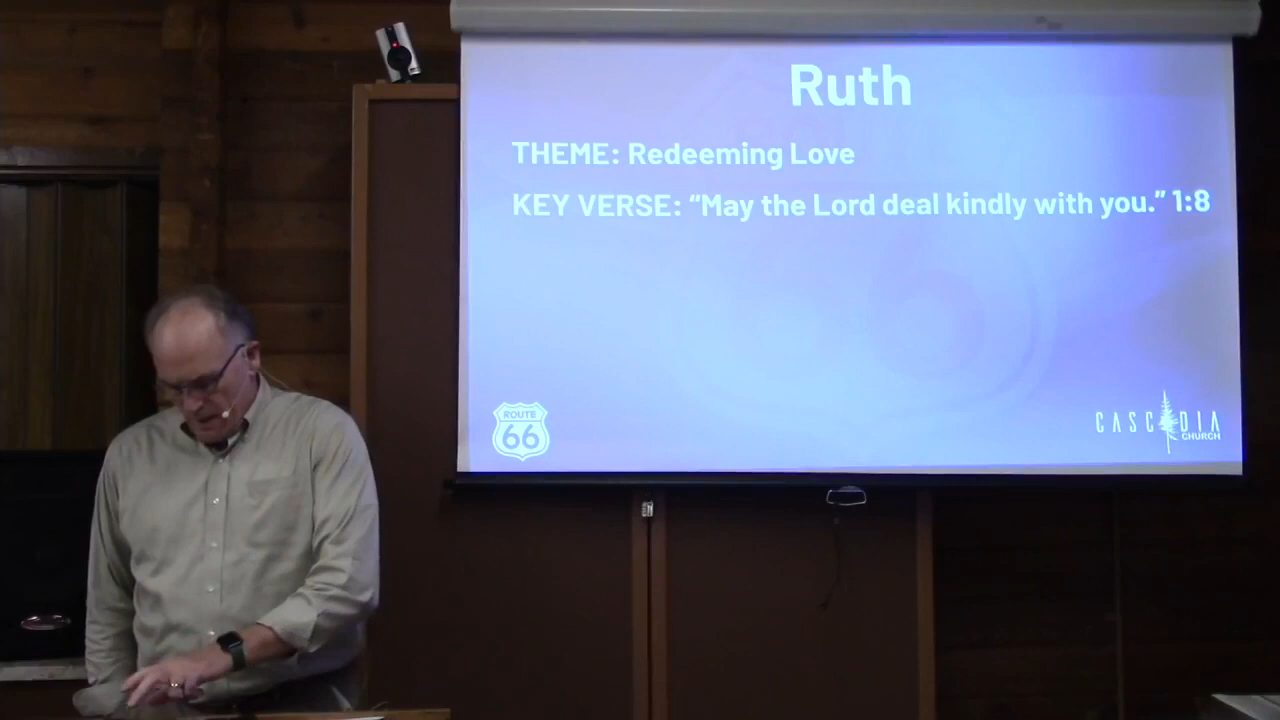 Ruth
THEME: Redeeming Love
KEY VERSE: “May the Lord deal kindly with you.” 1:8
ROUTE
66
CASCADIA
CHURCH